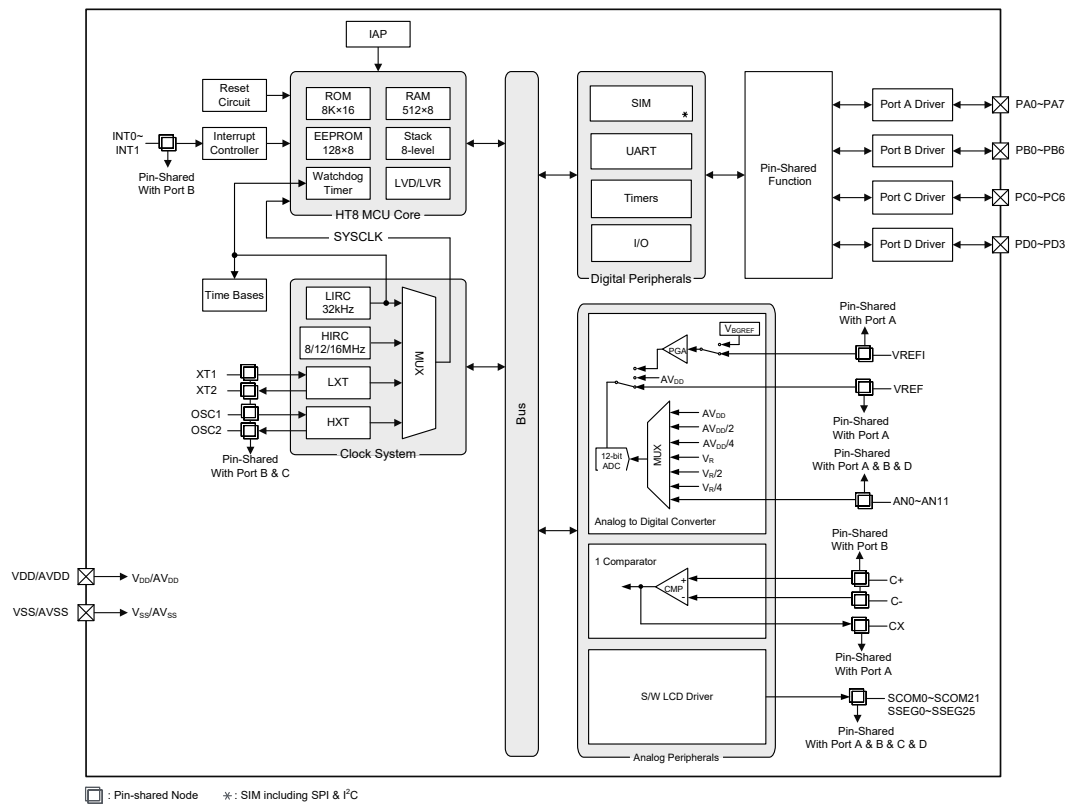 IAP
Reset
Circuit
ROM
8K×16
RAM
512×8
INT0~
INT1
Interrupt
Controller
EEPROM
128×8
Stack
8-level
Pin-Shared
With Port B
Watchdog
Timer
LVD/LVR
HT8 MCU Core
SYSCLK
Time Bases
LIRC
32kHz
HIRC
8/12/16MHz
MUX
XT1
XT2
LXT
OSC1
OSC2
HXT
Pin-Shared
With Port B & C
Clock System
Bus
SIM
*
UART
Timers
I/O
Digital Peripherals
Pin-Shared
Function
Port A Driver
PA0~PA7
Port B Driver
PB0~PB6
Port C Driver
PC0~PC6
Port D Driver
PD0~PD3
Pin-Shared
With Port A
VBGREF
PGA
VREFI
AVDD
VREF
Pin-Shared
With Port A
AVDD
AVDD/2
AVDD/4
VR
VR/2
VR/4
MUX
12-bit
ADC
Pin-Shared
With Port A & B & D
AN0~AN11
Analog to Digital Converter
Pin-Shared
With Port B
1 Comparator
+
-
CMP
C+
C-
CX
Pin-Shared
With Port A
S/W LCD Driver
SCOM0~SCOM21
SSEG0~SSEG25
Pin-Shared
With Port A & B & C & D
Analog Peripherals
VDD/AVDD
VDD/AVDD
VSS/AVSS
VSS/AVSS
: Pin-shared Node
* : SIM including SPI & I²C